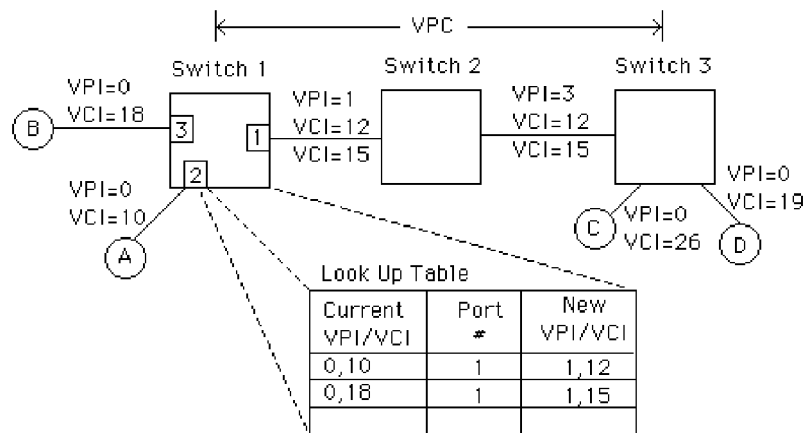 VPC
Switch 1
Switch 2
Switch 3
VPI=0
VCI=18
B
3
1
2
VPI=1
VCI=12
VCI=15
VPI=3
VCI=12
VCI=15
VPI=0
VCI=10
A
C
VPI=0
VCI=26
D
VPI=0
VCI=19
Look Up Table
Current VPI/VCI
Port #
New VPI/VCI
0,10 1 1,12
0,18 1 1,15